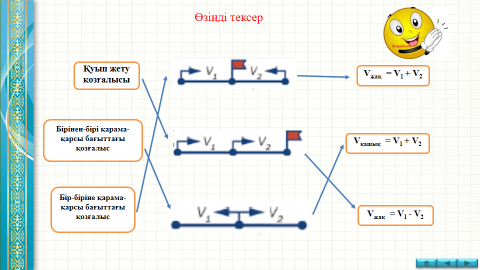 Өзіңді тексер
Қуып жету
қозғалысы
V₁
V₂
Vжақ = V₁ + V₂
Бірінен-бірі қарама-
қарсы бағыттағы
қозғалыс
V₁
V₂
Vқашық = V₁ + V₂
Бір-біріне қарама-
қарсы бағыттағы
қозғалыс
V₁
V₂
Vжақ = V₁ - V₂